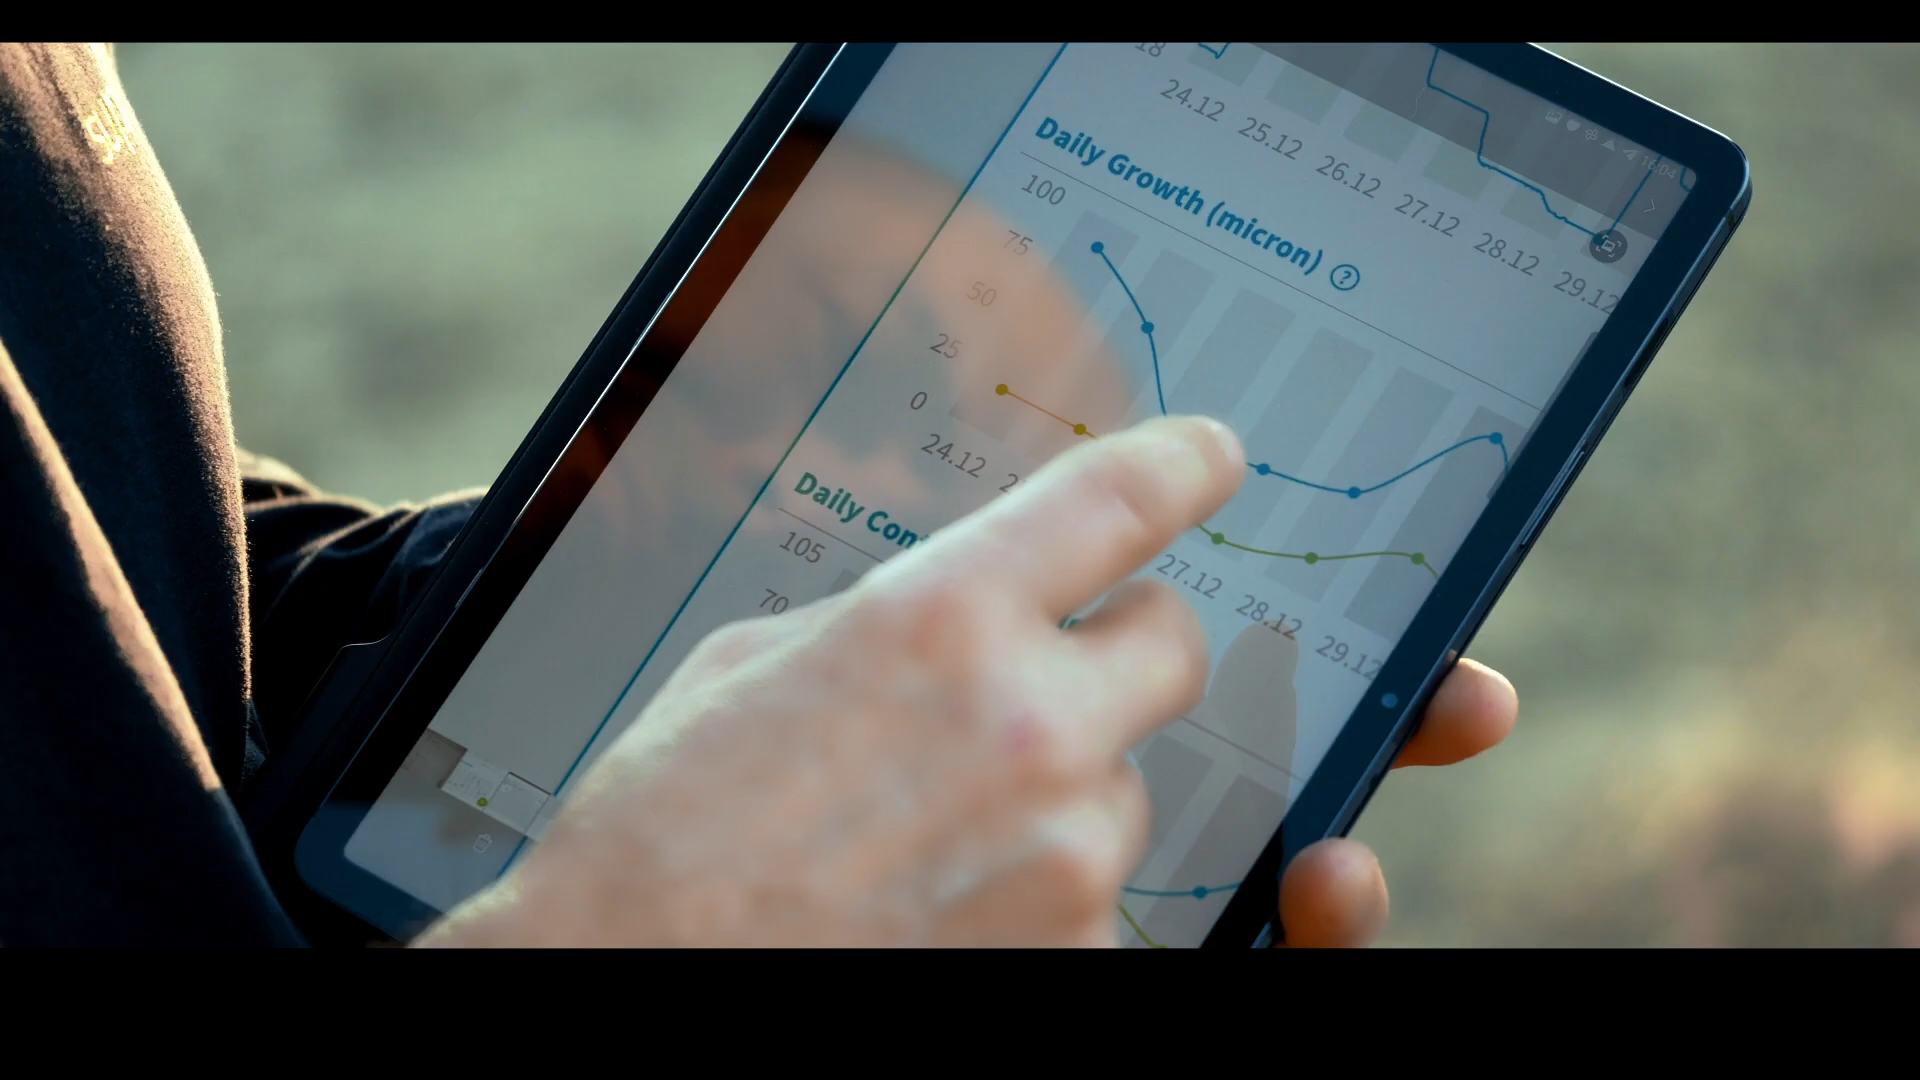 18
24.12 25.12 26.12 27.12 28.12 29.12
Daily Growth (micron) ?
100
75
50
25
0
24.12 2 27.12 28.12 29.12
Daily Con
105
70